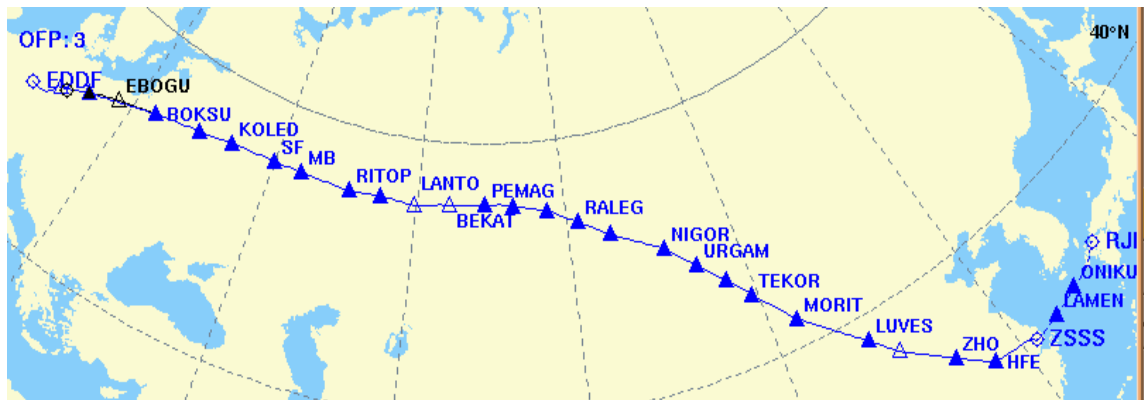 OFP: 3
40°N
EDDF
EBOGU
BOKSU
KOLED
SF
MB
RITOP
LANTO
BEKAT
PEMAG
RALEG
NIGOR
URGAM
TEKOR
MORIT
LUVES
ZHO
HFE
ZSSS
LAMEN
ONIKU
RJ